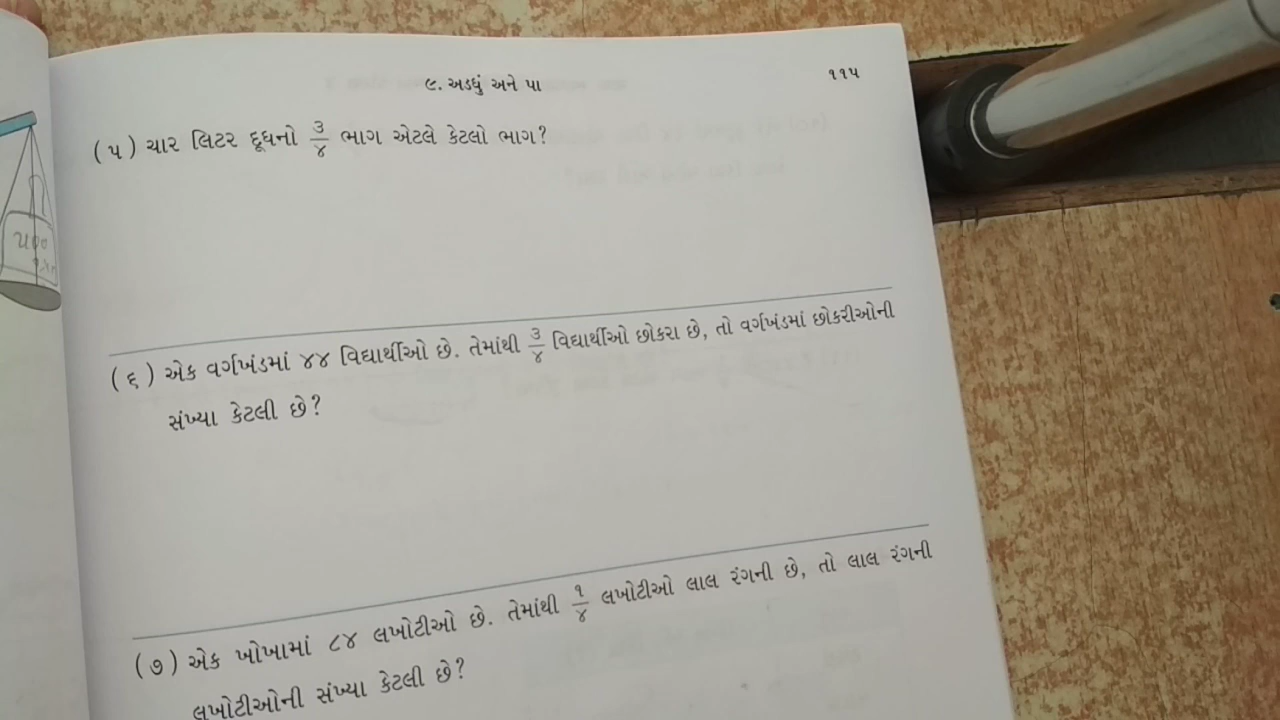 ૯. અડધું અને પા
૧૧૫
(૫) ચાર લિટર દૂધનો ૩/૪ ભાગ એટલે કેટલો ભાગ?
૫૦૦
(૬) એક વર્ગખંડમાં ૪૪ વિદ્યાર્થીઓ છે. તેમાંથી ૩/૪ વિદ્યાર્થીઓ છોકરા છે, તો વર્ગખંડમાં છોકરીઓની
સંખ્યા કેટલી છે?
(૭) એક ખોખામાં ૮૪ લખોટીઓ છે. તેમાંથી ૧/૪ લખોટીઓ લાલ રંગની છે, તો લાલ રંગની
લખોટીઓની સંખ્યા કેટલી છે?